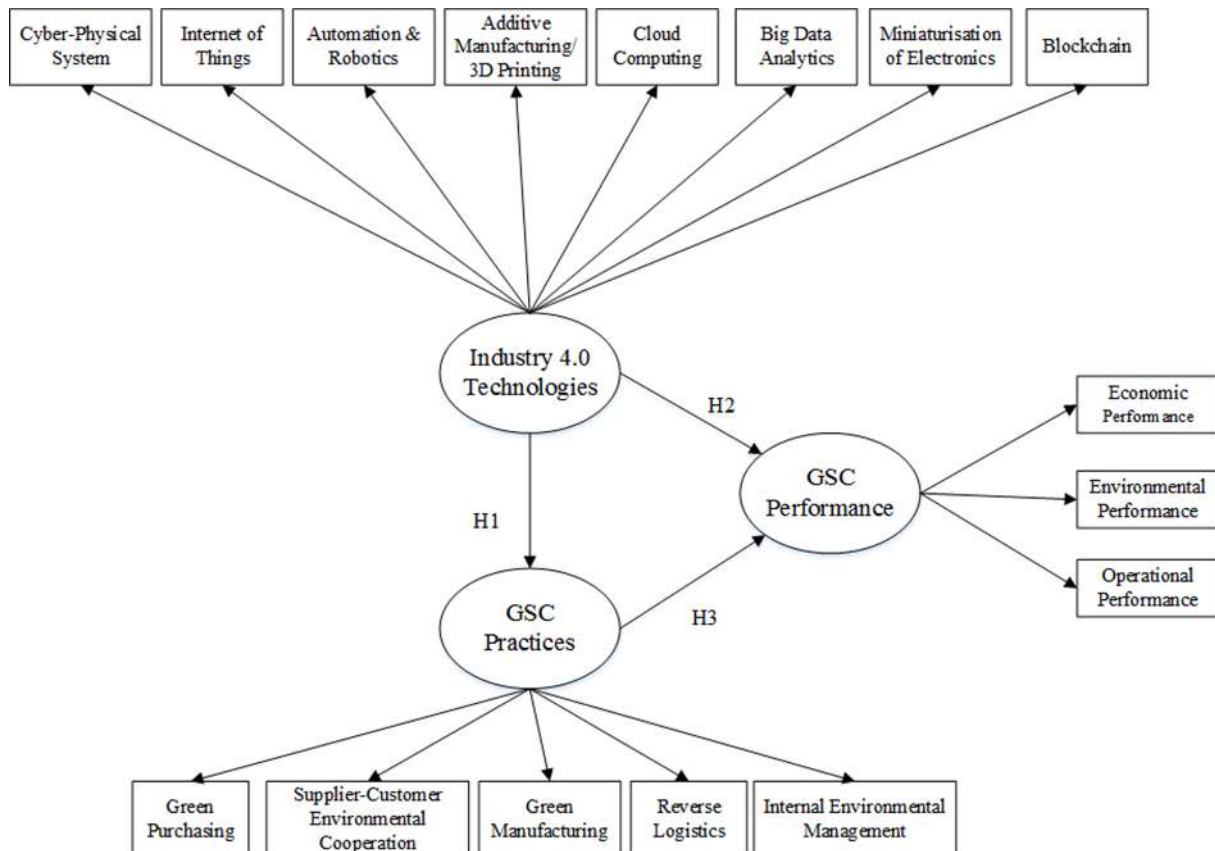 Cyber-Physical
System
Internet of
Things
Automation &
Robotics
Additive
Manufacturing/
3D Printing
Cloud
Computing
Big Data
Analytics
Miniaturisation
of Electronics
Blockchain
Industry 4.0
Technologies
H2
Economic
Performance
GSC
Performance
Environmental
Performance
H1
Operational
Performance
GSC
Practices
H3
Green
Purchasing
Supplier-Customer
Environmental
Cooperation
Green
Manufacturing
Reverse
Logistics
Internal Environmental
Management